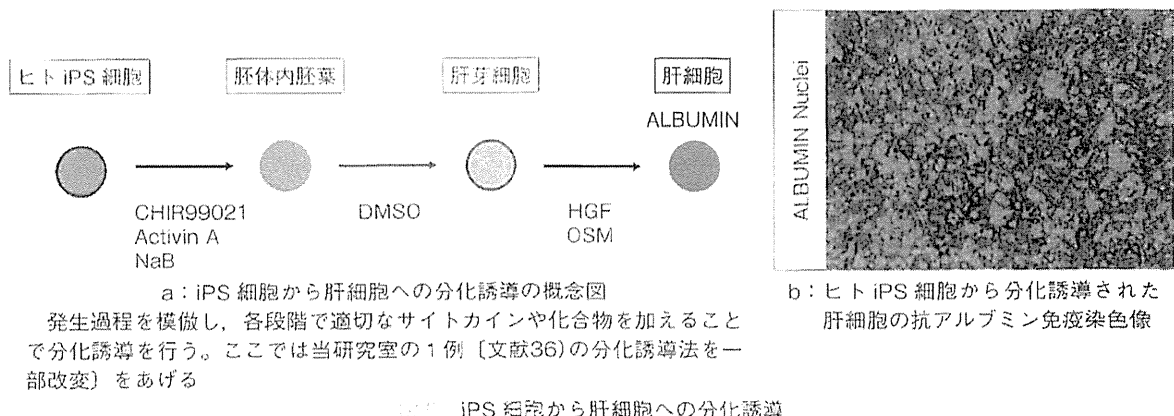 ヒト iPS 細胞
胚体内胚葉
肝芽細胞
肝細胞
ALBUMIN
CHIR99021
Activin A
NaB
DMSO
HGF
OSM
a:iPS 細胞から肝細胞への分化誘導の概念図
発生過程を模倣し，各段階で適切なサイトカインや化合物を加えること
で分化誘導を行う。ここでは当研究室の1例〔文献36)の分化誘導法を一
部改変〕をあげる
ALBUMIN Nuclei
b:ヒト iPS 細胞から分化誘導された
肝細胞の抗アルブミン免疫染色像
iPS 細胞から肝細胞への分化誘導